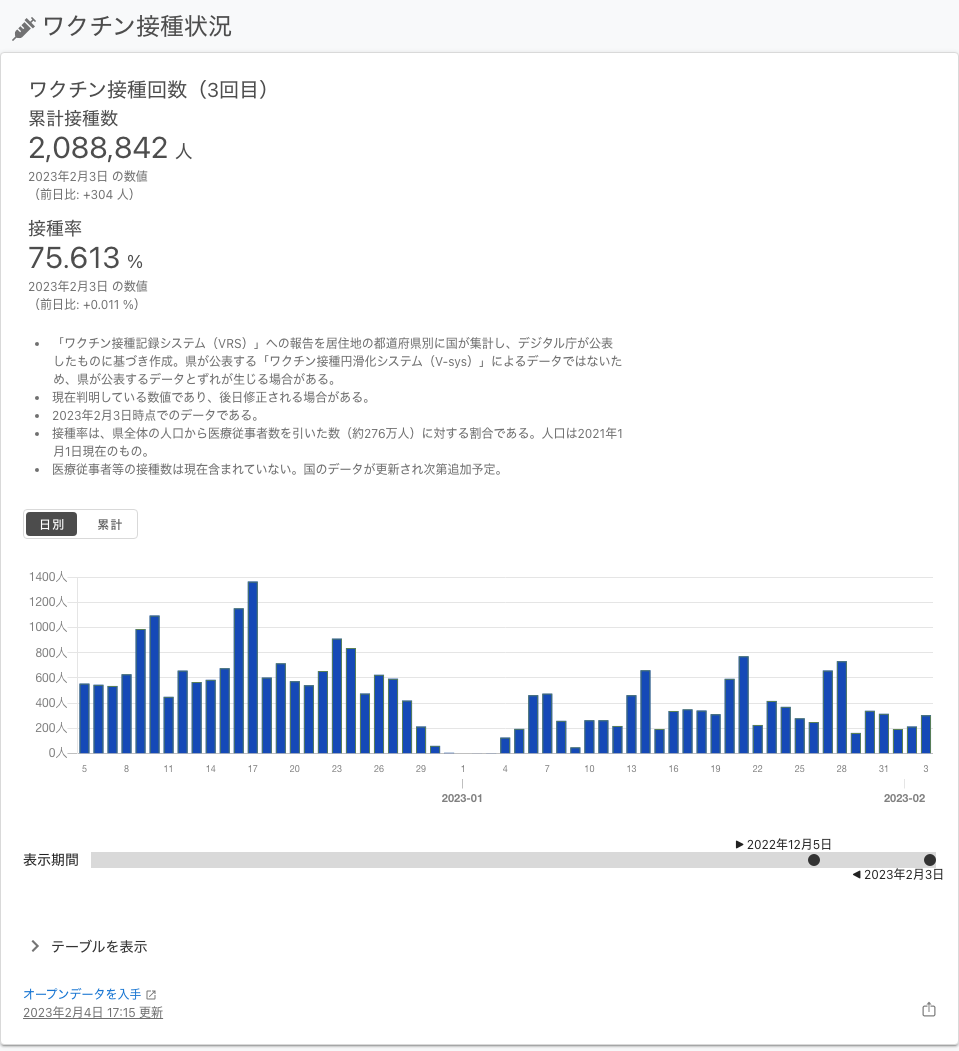 ワクチン接種状況
ワクチン接種回数（3回目）
累計接種数
2,088,842 人
2023年2月3日 の数値
（前日比: +304 人）
接種率
75.613 %
2023年2月3日 の数値
（前日比: +0.011 %）
• 「ワクチン接種記録システム（VRS）」への報告を居住地の都道府県別に国が集計し、デジタル庁が公表
したものに基づき作成。県が公表する「ワクチン接種円滑化システム（V-sys）」によるデータではないた
め、県が公表するデータとずれが生じる場合がある。
• 現在判明している数値であり、後日修正される場合がある。
• 2023年2月3日時点でのデータである。
• 接種率は、県全体の人口から医療従事者数を引いた数（約276万人）に対する割合である。人口は2021年1
月1日現在のもの。
• 医療従事者等の接種数は現在含まれていない。国のデータが更新され次第追加予定。
日別 累計
1400人
1200人
1000人
800人
600人
400人
200人
0人
5 8 11 14 17 20 23 26 29 1 4 7 10 13 16 19 22 25 28 31 3
2023-01 2023-02
▶ 2022年12月5日
表示期間
◀ 2023年2月3日
テーブルを表示
オープンデータを入手
2023年2月4日 17:15 更新